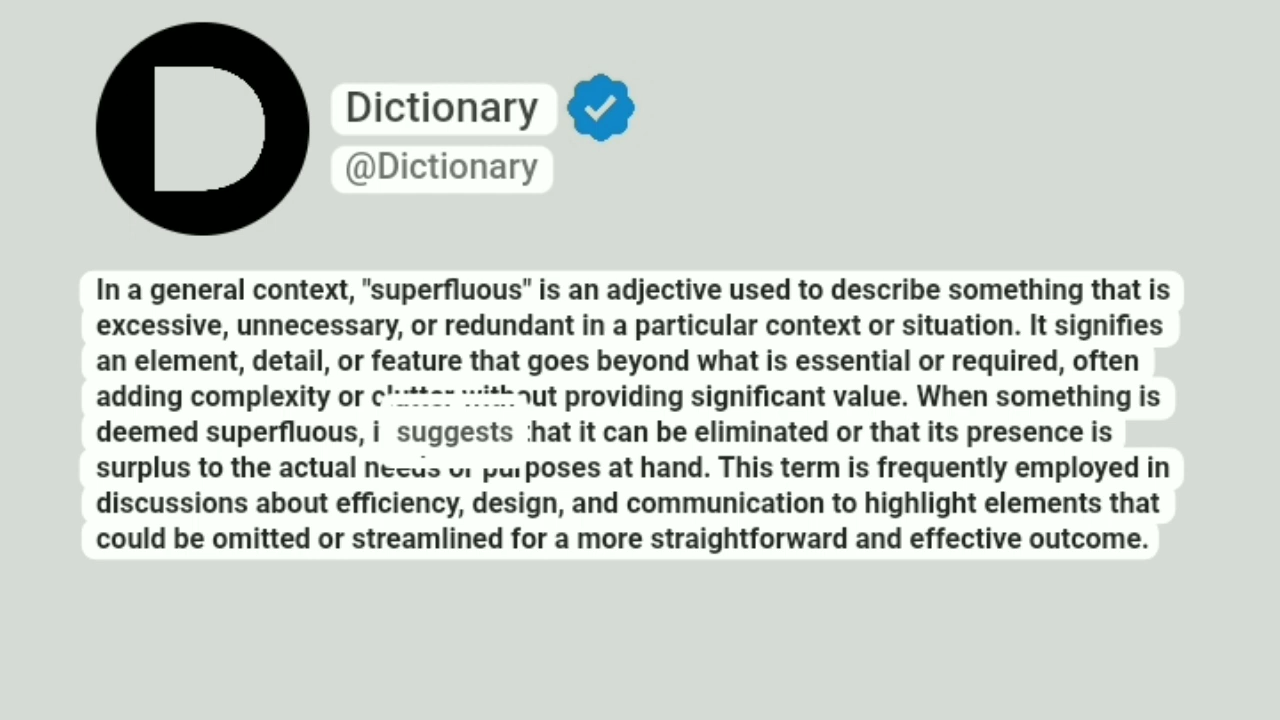 D
Dictionary
@Dictionary
In a general context, "superfluous" is an adjective used to describe something that is
excessive, unnecessary, or redundant in a particular context or situation. It signifies
an element, detail, or feature that goes beyond what is essential or required, often
adding complexity or clutter without providing significant value. When something is
deemed superfluous, it suggests that it can be eliminated or that its presence is
surplus to the actual needs or purposes at hand. This term is frequently employed in
discussions about efficiency, design, and communication to highlight elements that
could be omitted or streamlined for a more straightforward and effective outcome.